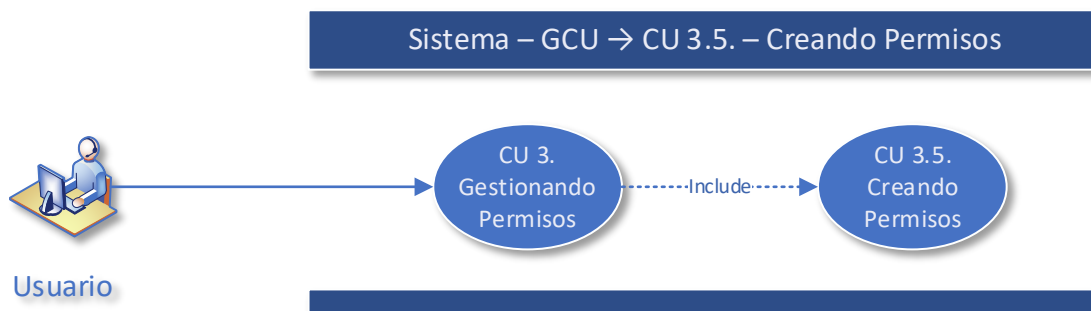 Sistema – GCU → CU 3.5. – Creando Permisos
CU 3.
Gestionando
Permisos
Include
CU 3.5.
Creando
Permisos
Usuario